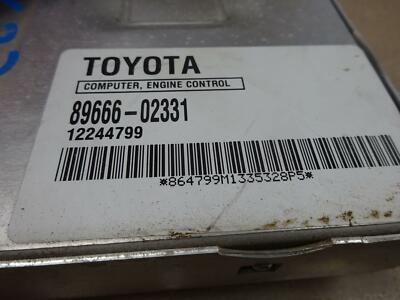 TOYOTA
COMPUTER, ENGINE CONTROL
89666-02331
12244799
*864799M1335328P5*